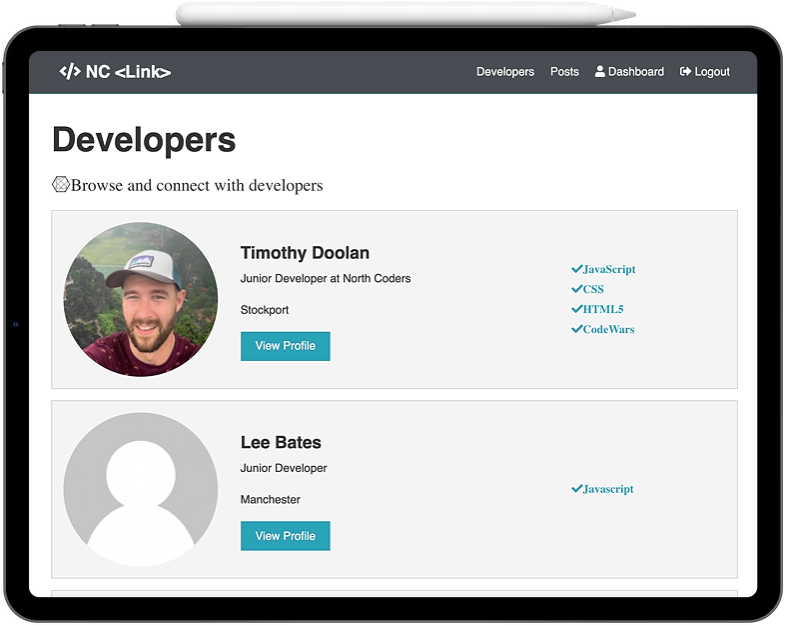 </> NC <Link>
Developers Posts Dashboard Logout
Developers
Browse and connect with developers
Timothy Doolan
Junior Developer at North Coders
Stockport
View Profile
JavaScript
CSS
HTML5
CodeWars
Lee Bates
Junior Developer
Manchester
View Profile
Javascript